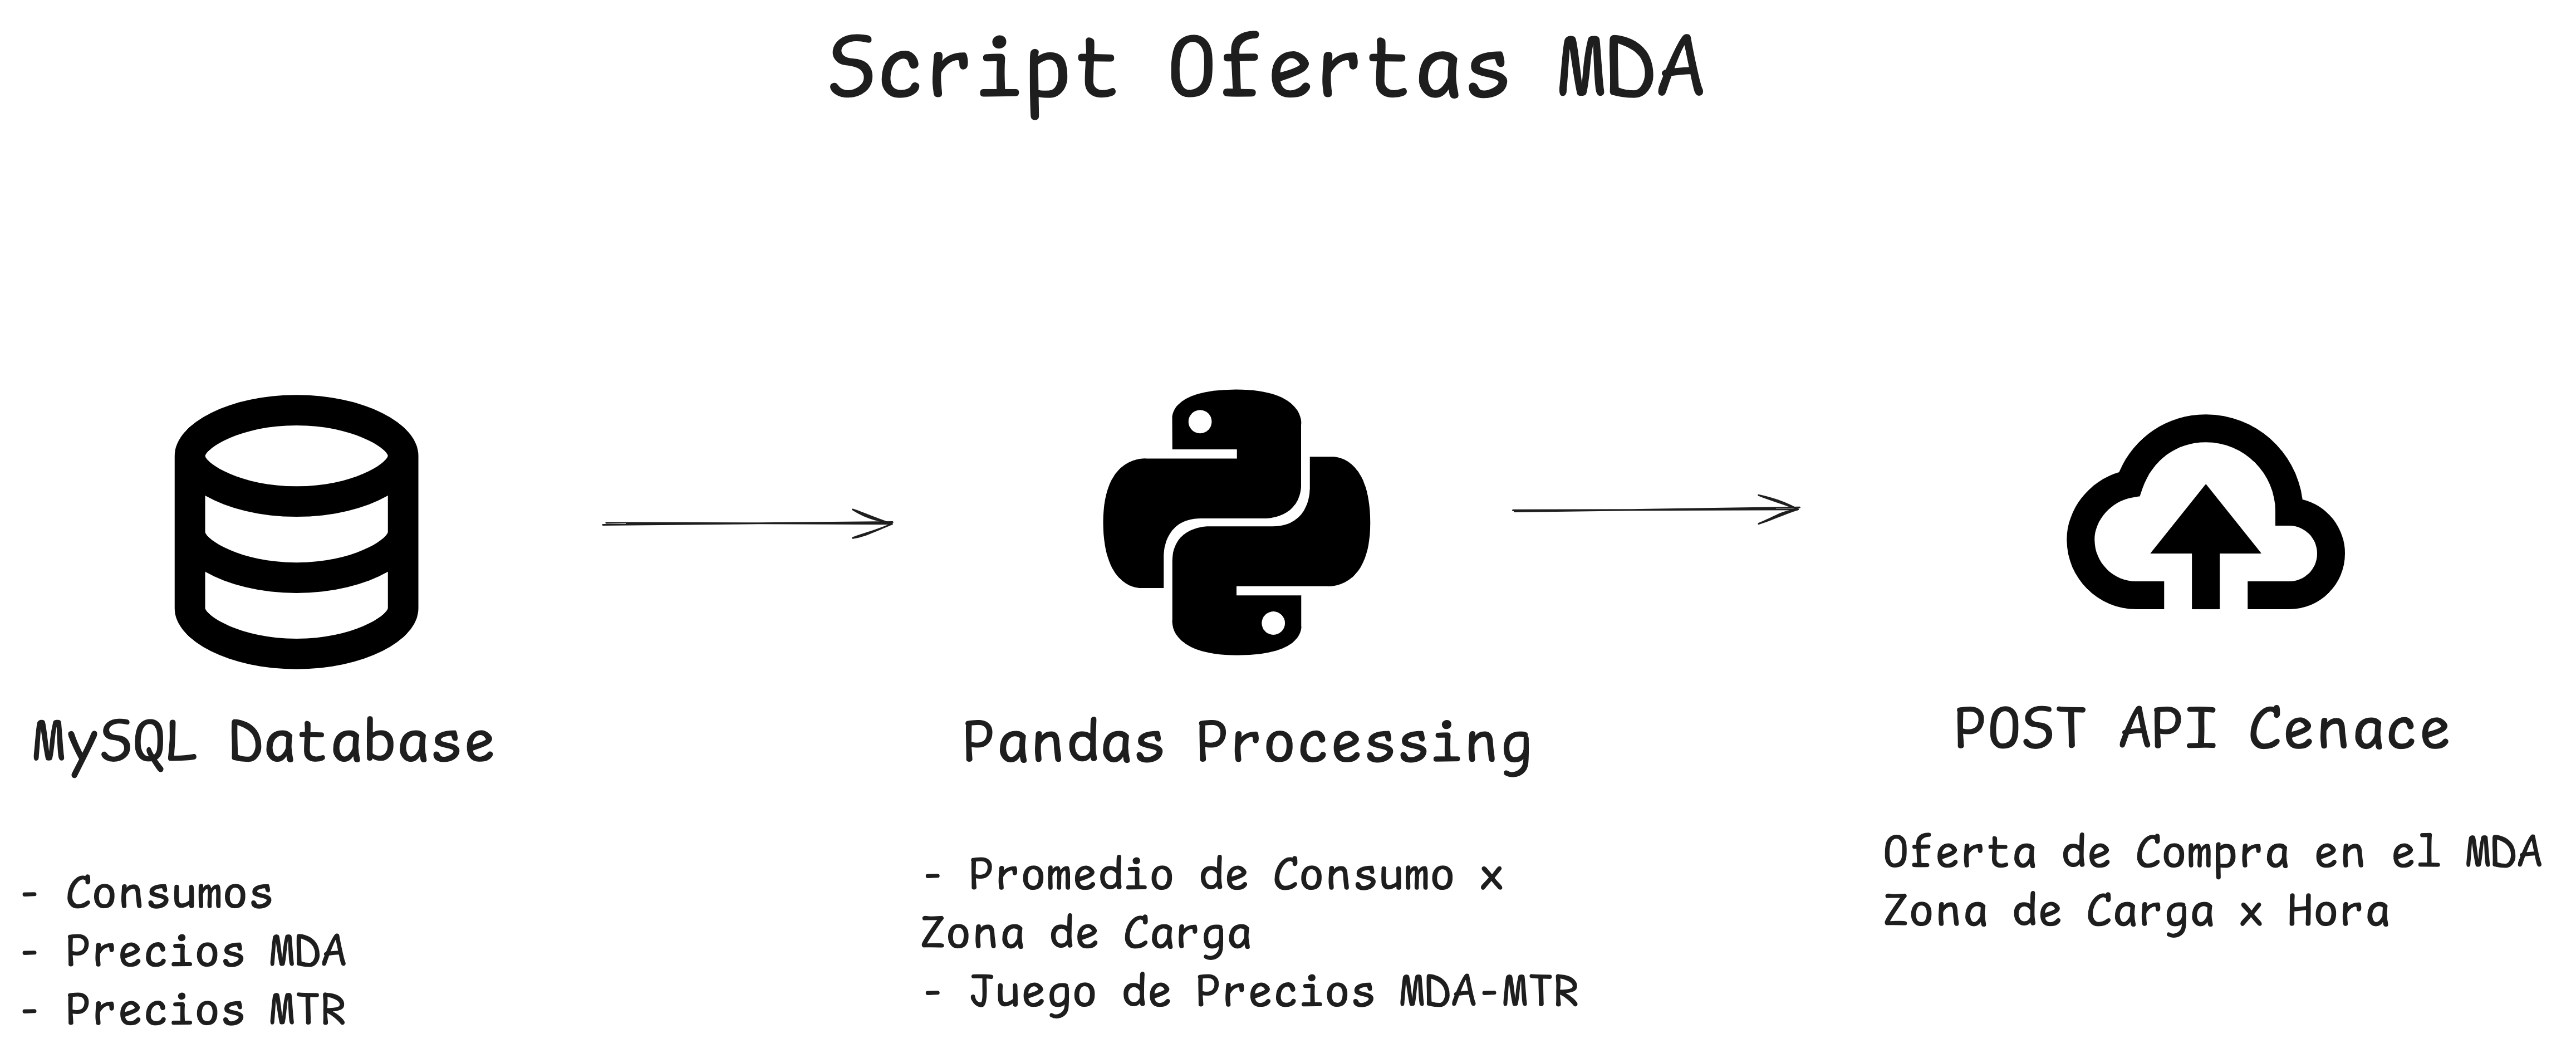 Script Ofertas MDA
MySQL Database
- Consumos
- Precios MDA
- Precios MTR
Pandas Processing
- Promedio de Consumo x
Zona de Carga
- Juego de Precios MDA-MTR
POST API Cenace
Oferta de Compra en el MDA
Zona de Carga x Hora